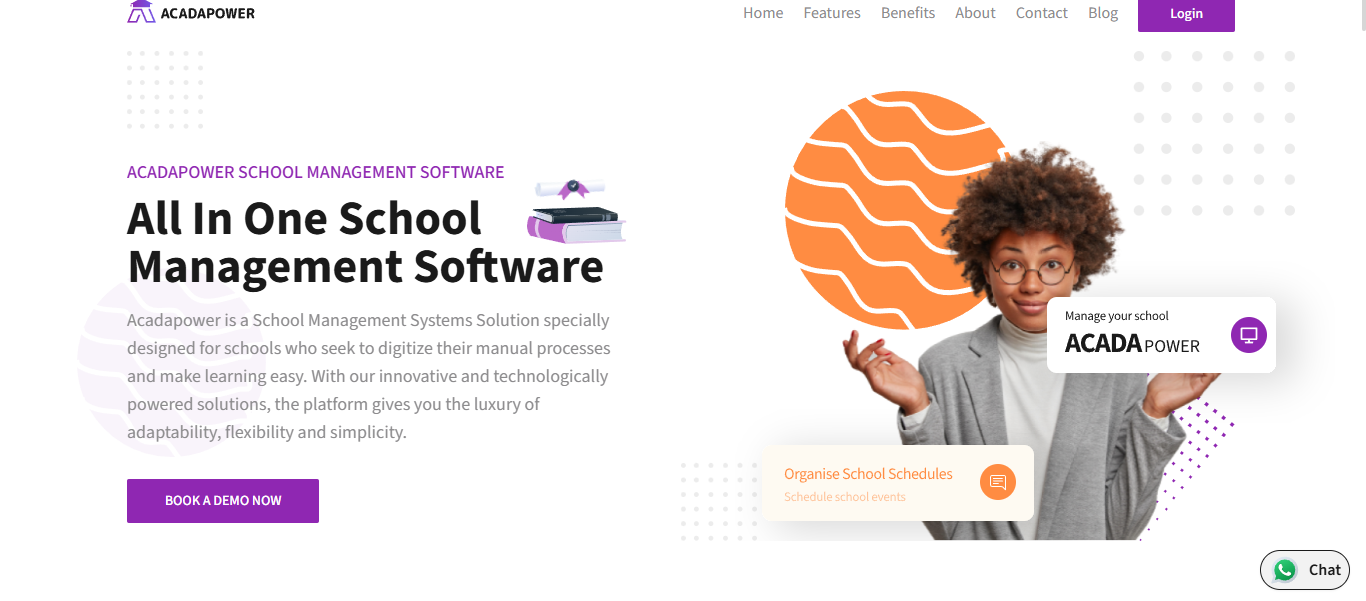 ACADAPOWER
Home Features Benefits About Contact Blog Login
ACADAPOWER SCHOOL MANAGEMENT SOFTWARE
All In One School
Management Software
Acadapower is a School Management Systems Solution specially
designed for schools who seek to digitize their manual processes
and make learning easy. With our innovative and technologically
powered solutions, the platform gives you the luxury of
adaptability, flexibility and simplicity.
BOOK A DEMO NOW
Manage your school
ACADAPOWER
Organise School Schedules
Schedule school events
Chat